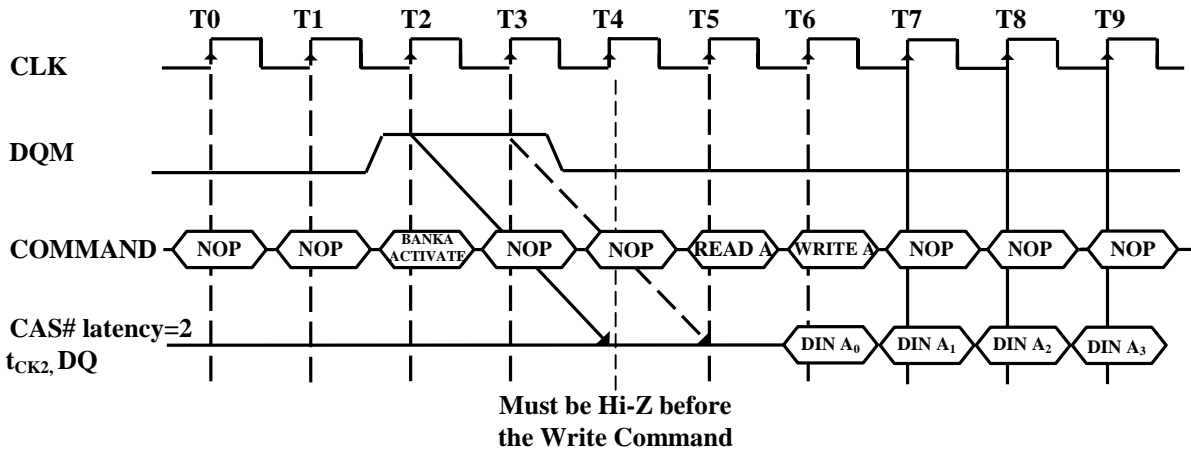 T0 T1 T2 T3 T4 T5 T6 T7 T8 T9
CLK
DQM
COMMAND NOP NOP BANKA ACTIVATE NOP NOP READ A WRITE A NOP NOP NOP
CAS# latency=2
tCK2, DQ DIN A0 DIN A1 DIN A2 DIN A3
Must be Hi-Z before
the Write Command